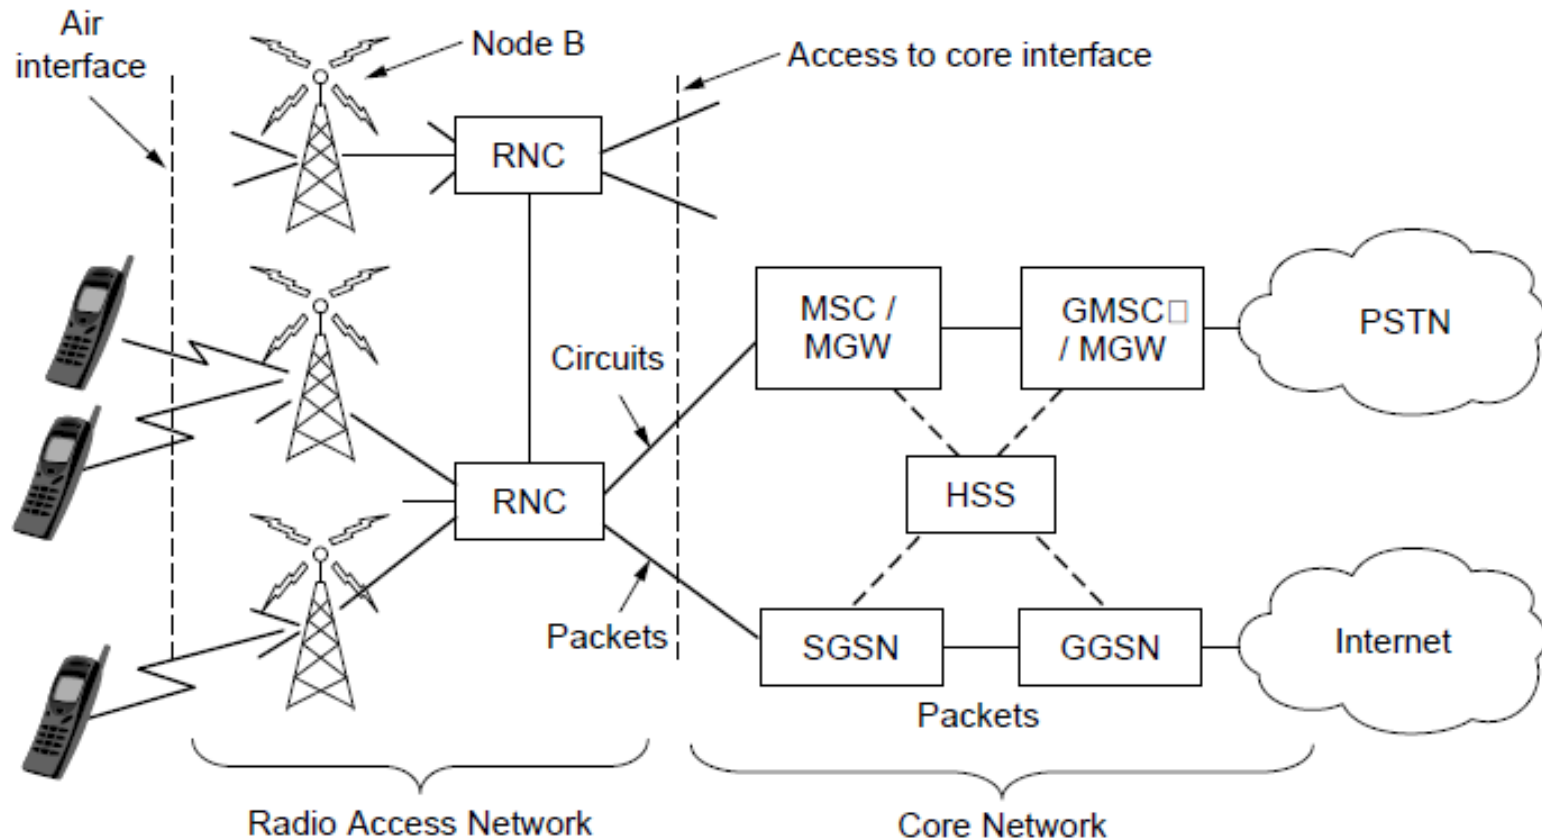 Air
interface
Node B
Access to core interface
RNC
MSC /
MGW
GMSC□
/ MGW
PSTN
Circuits
HSS
RNC
Packets
SGSN
GGSN
Internet
Packets
Radio Access Network
Core Network